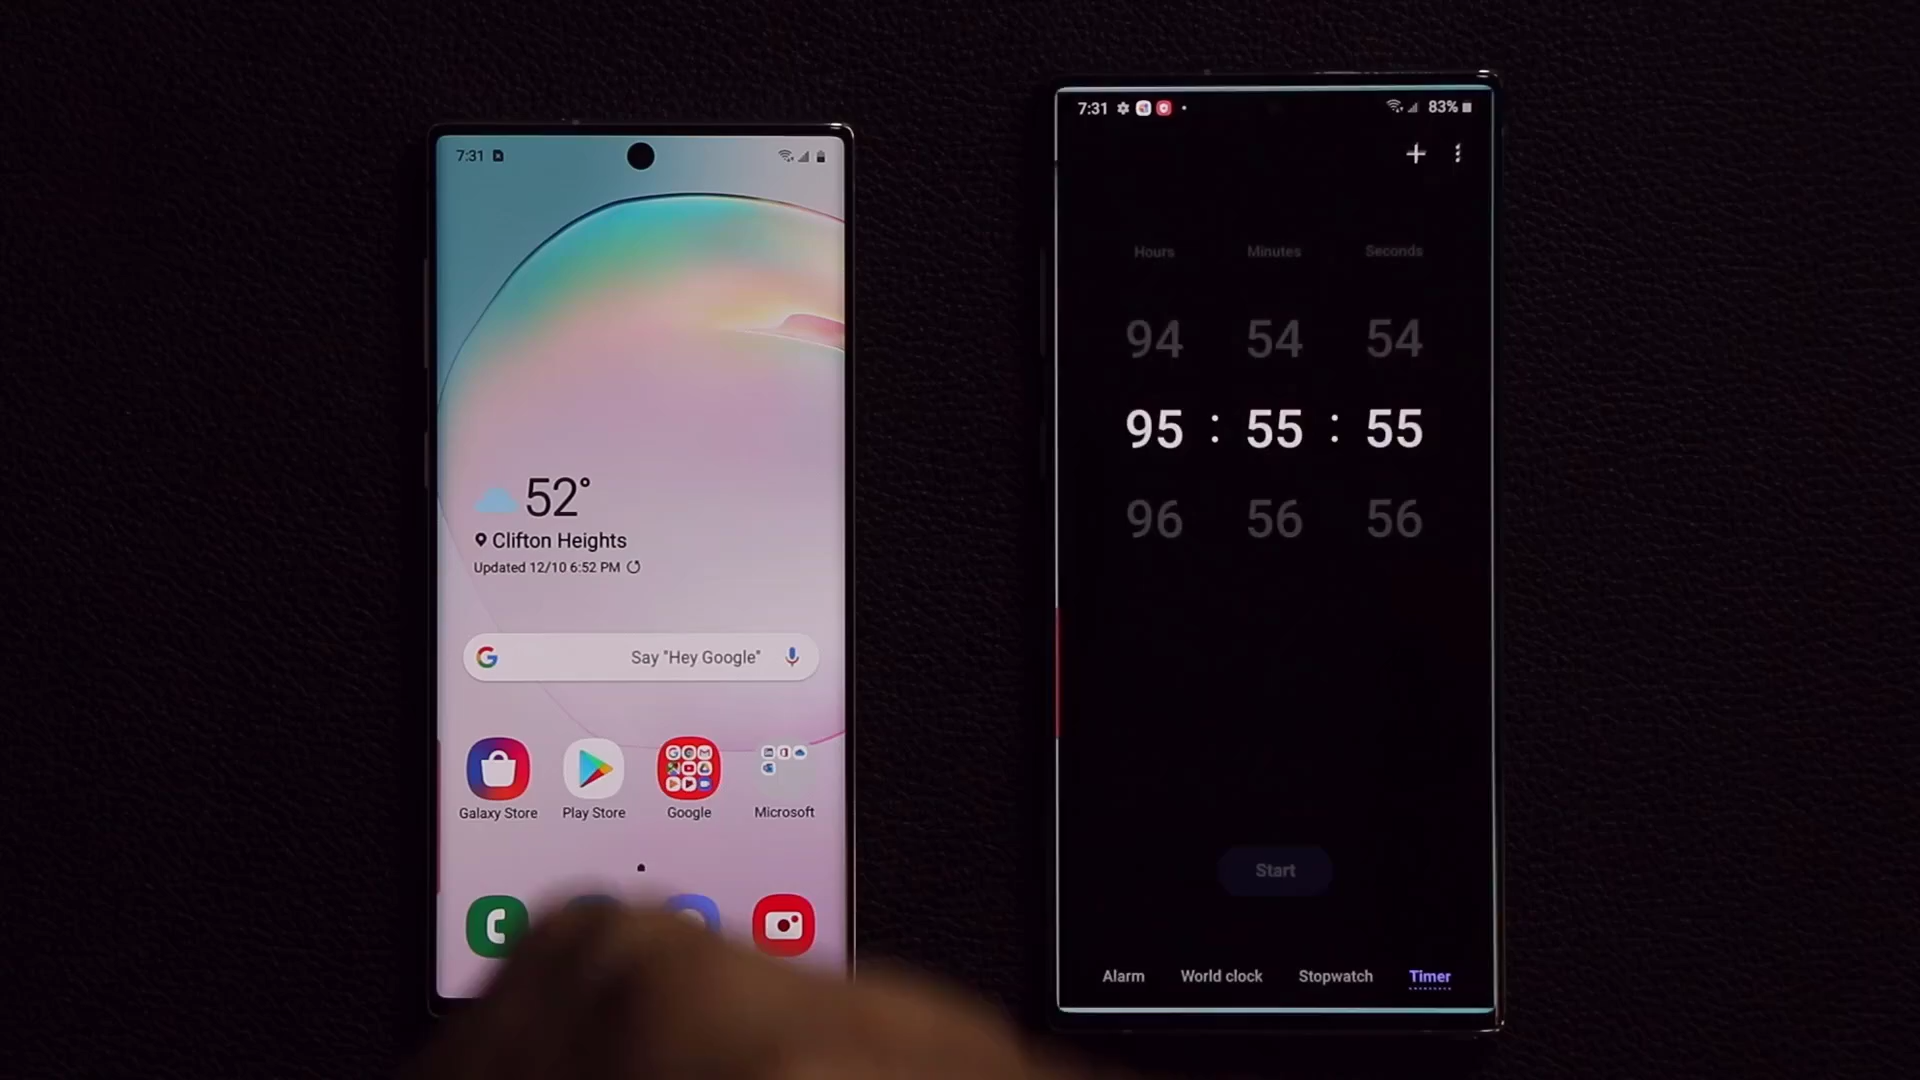 7:31
52°
Clifton Heights
Updated 12/10 6:52 PM
Say "Hey Google"
Galaxy Store
Play Store
Google
Microsoft
7:31
83%
Hours Minutes Seconds
94 54 54
95 : 55 : 55
96 56 56
Start
Alarm World clock Stopwatch Timer